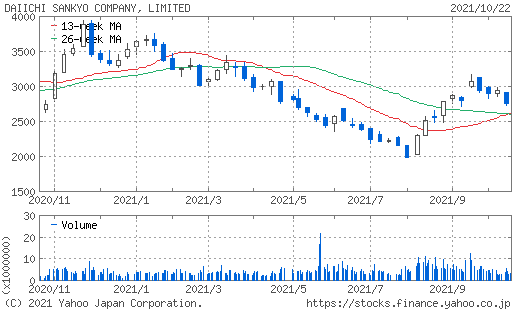 DAIICHI SANKYO COMPANY, LIMITED 2021/10/22
4000
13-week MA
26-week MA
3500
3000
2500
2000
1500
2020/11 2021/1 2021/3 2021/5 2021/7 2021/9
30
Volume
20
10
0
(x1000000)
2020/11 2021/1 2021/3 2021/5 2021/7 2021/9
(C) 2021 Yahoo Japan Corporation. https://stocks.finance.yahoo.co.jp/